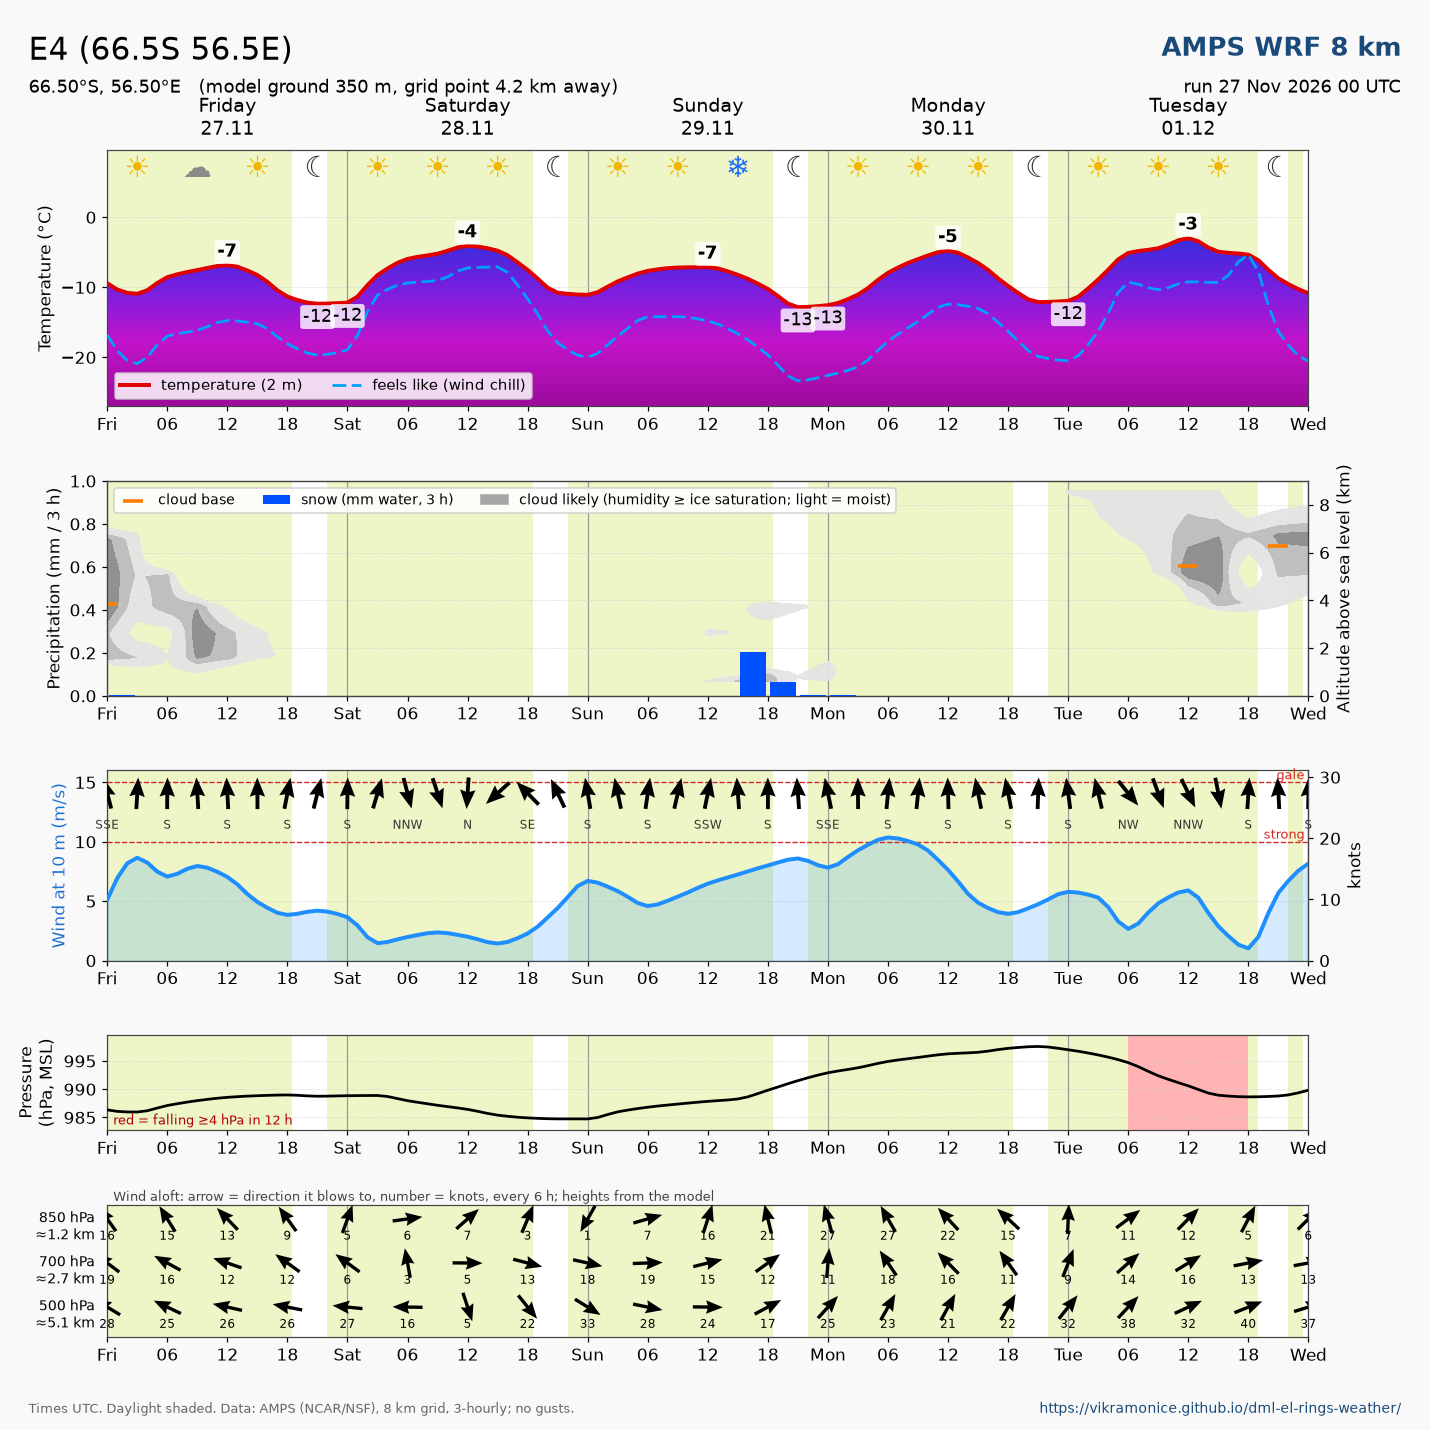 E4 (66.5S 56.5E)
AMPS WRF 8 km
66.50°S, 56.50°E (model ground 350 m, grid point 4.2 km away)
run 27 Nov 2026 00 UTC
Friday Saturday Sunday Monday Tuesday
27.11 28.11 29.11 30.11 01.12
Temperature (°C)
0
−10
−20
-7 -4 -7 -5 -3
-12 -12 -13 -13 -12
temperature (2 m) feels like (wind chill)
Fri 06 12 18 Sat 06 12 18 Sun 06 12 18 Mon 06 12 18 Tue 06 12 18 Wed
Precipitation (mm / 3 h)
1.0
0.8
0.6
0.4
0.2
0.0
cloud base snow (mm water, 3 h) cloud likely (humidity ≥ ice saturation; light = moist)
8
6
4
2
0
Altitude above sea level (km)
Fri 06 12 18 Sat 06 12 18 Sun 06 12 18 Mon 06 12 18 Tue 06 12 18 Wed
Wind at 10 m (m/s)
15
10
5
0
gale
SSE S S S S NNW N SE S S SSW S SSE S S S S NW NNW S S
strong
30
20
10
0
knots
Fri 06 12 18 Sat 06 12 18 Sun 06 12 18 Mon 06 12 18 Tue 06 12 18 Wed
Pressure
(hPa, MSL)
995
990
985
red = falling ≥4 hPa in 12 h
Fri 06 12 18 Sat 06 12 18 Sun 06 12 18 Mon 06 12 18 Tue 06 12 18 Wed
Wind aloft: arrow = direction it blows to, number = knots, every 6 h; heights from the model
850 hPa
≈1.2 km 16 15 13 9 5 6 7 3 1 7 16 21 27 27 22 15 7 11 12 5 6
700 hPa
≈2.7 km 19 16 12 12 6 3 5 13 18 19 15 12 11 18 16 11 9 14 16 13 13
500 hPa
≈5.1 km 28 25 26 26 27 16 5 22 33 28 24 17 25 23 21 22 32 38 32 40 37
Fri 06 12 18 Sat 06 12 18 Sun 06 12 18 Mon 06 12 18 Tue 06 12 18 Wed
Times UTC. Daylight shaded. Data: AMPS (NCAR/NSF), 8 km grid, 3-hourly; no gusts.
https://vikramonice.github.io/dml-el-rings-weather/